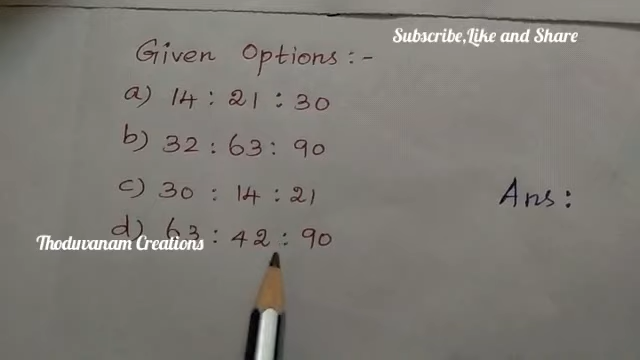 Subscribe,Like and Share
Given Options:-
a) 14 : 21 : 30
b) 32 : 63 : 90
c) 30 : 14 : 21
Ans:
d) 63 : 42 : 90
Thoduvanam Creations